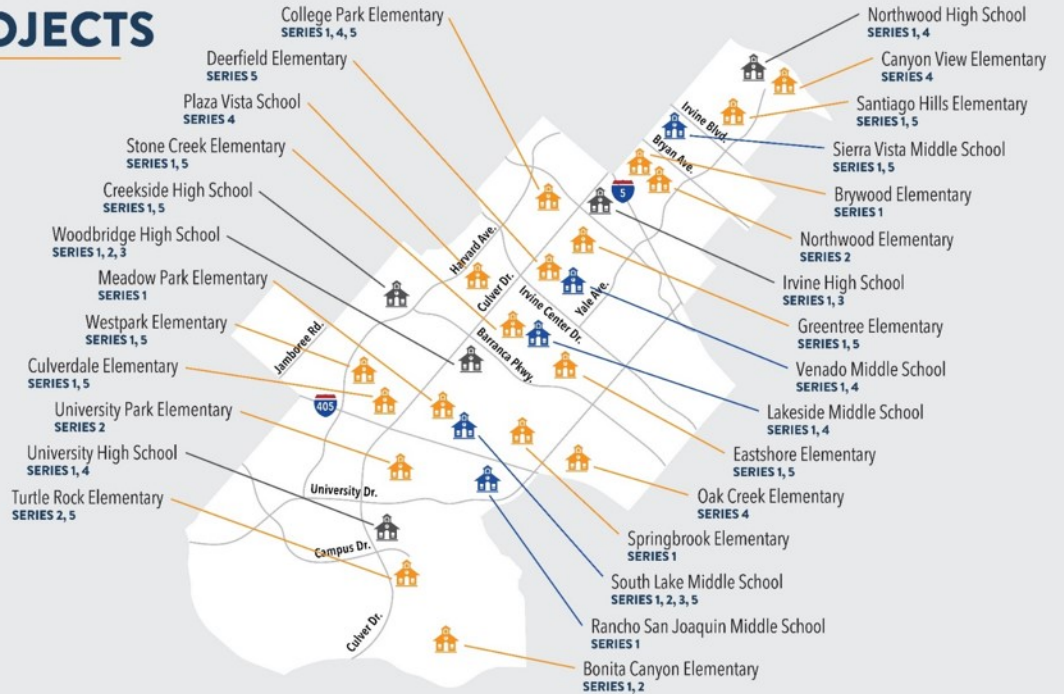 OJECTS
College Park Elementary
SERIES 1, 4, 5
Deerfield Elementary
SERIES 5
Plaza Vista School
SERIES 4
Stone Creek Elementary
SERIES 1, 5
Creekside High School
SERIES 1, 5
Woodbridge High School
SERIES 1, 2, 3
Meadow Park Elementary
SERIES 1
Westpark Elementary
SERIES 1, 5
Culverdale Elementary
SERIES 1, 5
University Park Elementary
SERIES 2
University High School
SERIES 1, 4
Turtle Rock Elementary
SERIES 2, 5
Northwood High School
SERIES 1, 4
Canyon View Elementary
SERIES 4
Santiago Hills Elementary
SERIES 1, 5
Sierra Vista Middle School
SERIES 1, 5
Brywood Elementary
SERIES 1
Northwood Elementary
SERIES 2
Irvine High School
SERIES 1, 3
Greentree Elementary
SERIES 1, 5
Venado Middle School
SERIES 1, 4
Lakeside Middle School
SERIES 1, 4
Eastshore Elementary
SERIES 1, 5
Oak Creek Elementary
SERIES 4
Springbrook Elementary
SERIES 1
South Lake Middle School
SERIES 1, 2, 3, 5
Rancho San Joaquin Middle School
SERIES 1
Bonita Canyon Elementary
SERIES 1, 2
Irvine Blvd.
Bryan Ave.
5
Harvard Ave.
Culver Dr.
Irvine Center Dr.
Yale Ave.
Jamboree Rd.
Barranca Pkwy.
405
University Dr.
Campus Dr.
Culver Dr.